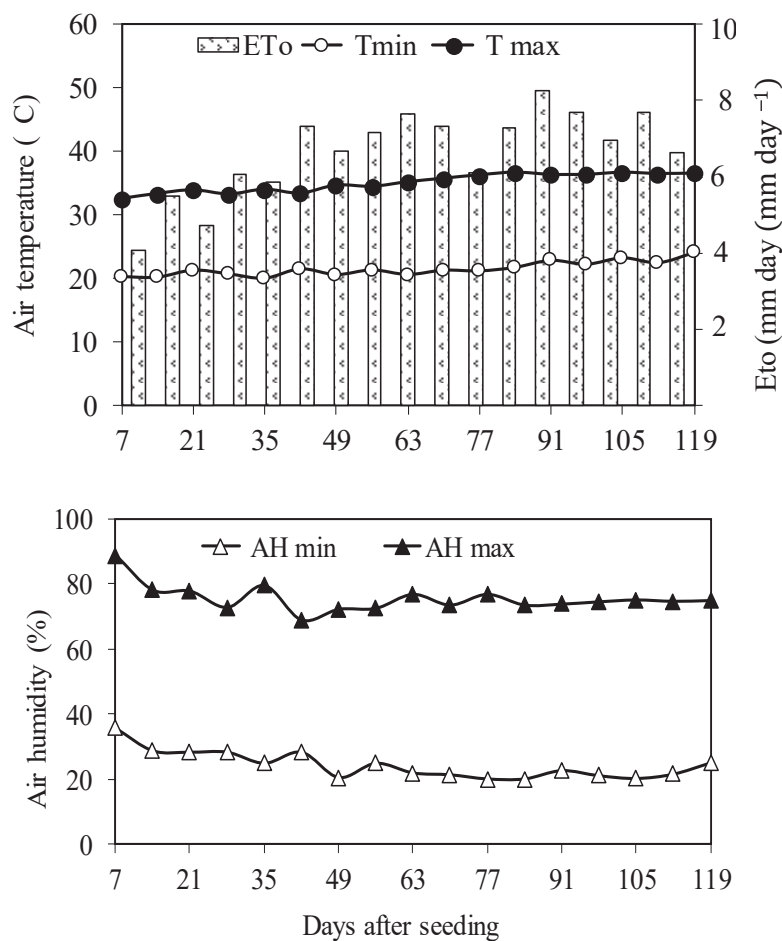 ETo Tmin T max
60
50
40
30
20
10
0
10
8
6
4
2
Air temperature ( C)
Eto (mm day (mm day ⁻¹)
7 21 35 49 63 77 91 105 119
AH min AH max
100
80
60
40
20
0
Air humidity (%)
7 21 35 49 63 77 91 105 119
Days after seeding